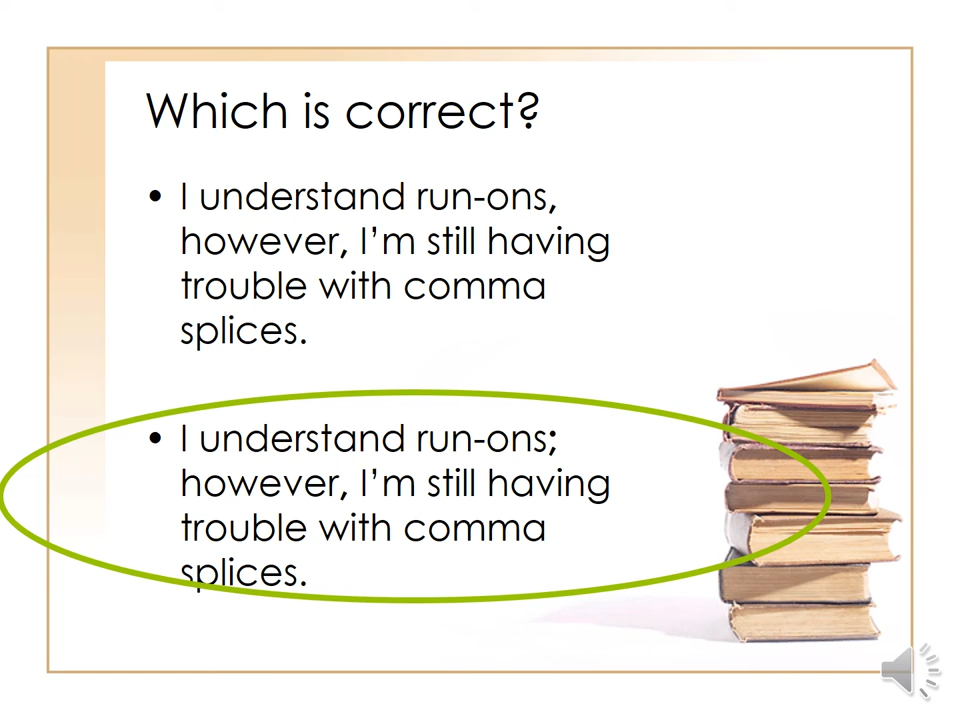 Which is correct?
• I understand run-ons,
however, I’m still having
trouble with comma
splices.
• I understand run-ons;
however, I’m still having
trouble with comma
splices.